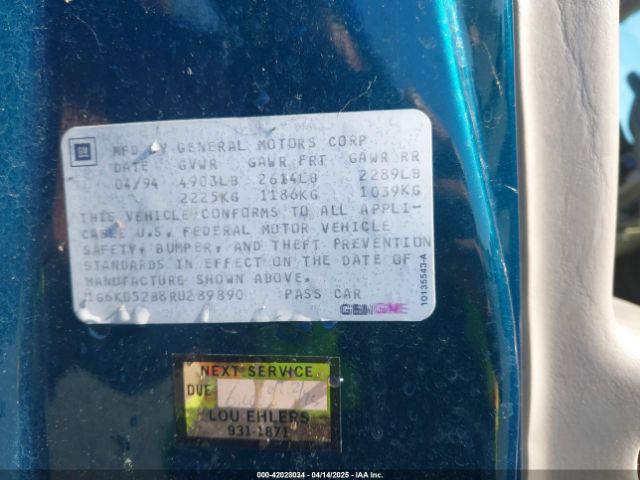 GM
MFD BY GENERAL MOTORS CORP
DATE GVWR GAWR FRT GAWR RR
04/94 4903LB 2614LB 2289LB
2225KG 1186KG 1039KG
THIS VEHICLE CONFORMS TO ALL APPLI-
CABLE U.S. FEDERAL MOTOR VEHICLE
SAFETY, BUMPER, AND THEFT PREVENTION
STANDARDS IN EFFECT ON THE DATE OF
MANUFACTURE SHOWN ABOVE.
1G6KD52B8RU289890 PASS CAR
10135543-A
NEXT SERVICE
DUE
LOU EHLERS
931-1871
000-42028034 - 04/14/2025 - IAA Inc.